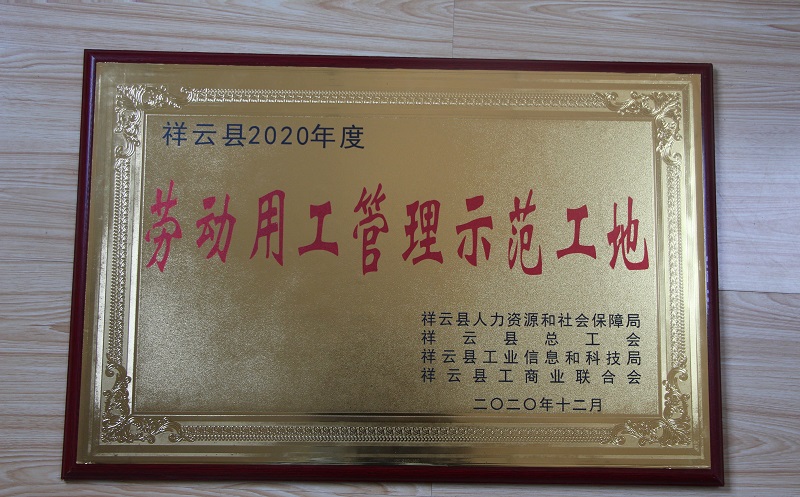 祥云县2020年度
劳动用工管理示范工地
祥云县人力资源和社会保障局
祥云县总工会
祥云县工业信息和科技局
祥云县工商业联合会
二〇二〇年十二月